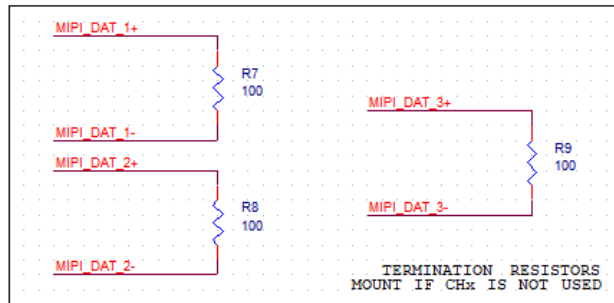 MIPI_DAT_1+
R7
100
MIPI_DAT_1-
MIPI_DAT_2+
R8
100
MIPI_DAT_2-
MIPI_DAT_3+
R9
100
MIPI_DAT_3-
TERMINATION RESISTORS
MOUNT IF CHx IS NOT USED